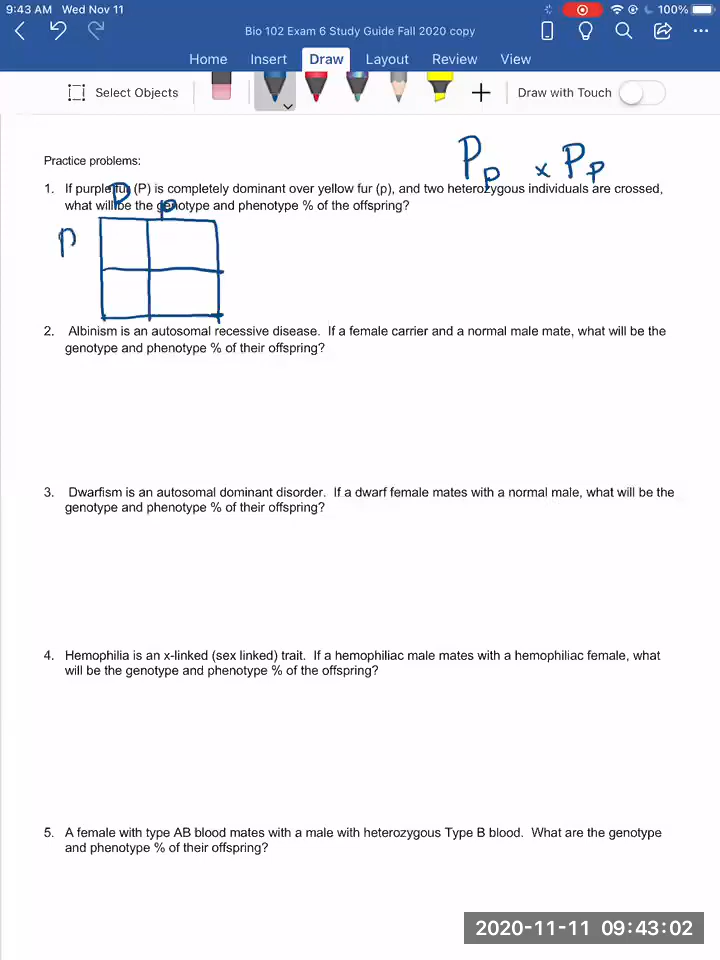 9:43 AM Wed Nov 11 100%
Bio 102 Exam 6 Study Guide Fall 2020 copy
Home Insert Draw Layout Review View
Select Objects Draw with Touch
Practice problems:
Pp x Pp
1. If purple fur (P) is completely dominant over yellow fur (p), and two heterozygous individuals are crossed,
what will be the genotype and phenotype % of the offspring?
P p
P
2. Albinism is an autosomal recessive disease. If a female carrier and a normal male mate, what will be the
genotype and phenotype % of their offspring?
3. Dwarfism is an autosomal dominant disorder. If a dwarf female mates with a normal male, what will be the
genotype and phenotype % of their offspring?
4. Hemophilia is an x-linked (sex linked) trait. If a hemophiliac male mates with a hemophiliac female, what
will be the genotype and phenotype % of the offspring?
5. A female with type AB blood mates with a male with heterozygous Type B blood. What are the genotype
and phenotype % of their offspring?
2020-11-11 09:43:02